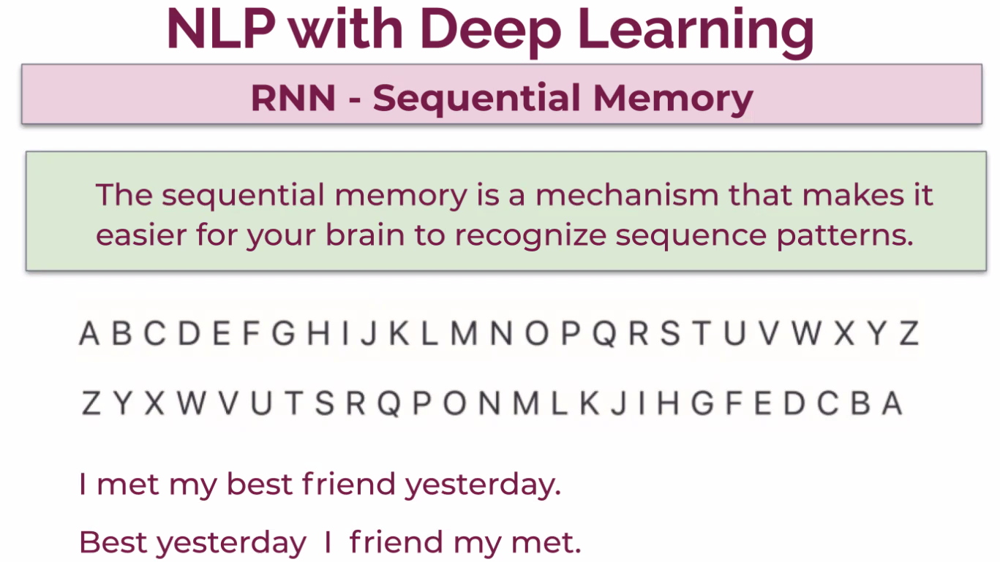 NLP with Deep Learning
RNN - Sequential Memory
The sequential memory is a mechanism that makes it
easier for your brain to recognize sequence patterns.
A B C D E F G H I J K L M N O P Q R S T U V W X Y Z
Z Y X W V U T S R Q P O N M L K J I H G F E D C B A
I met my best friend yesterday.
Best yesterday I friend my met.